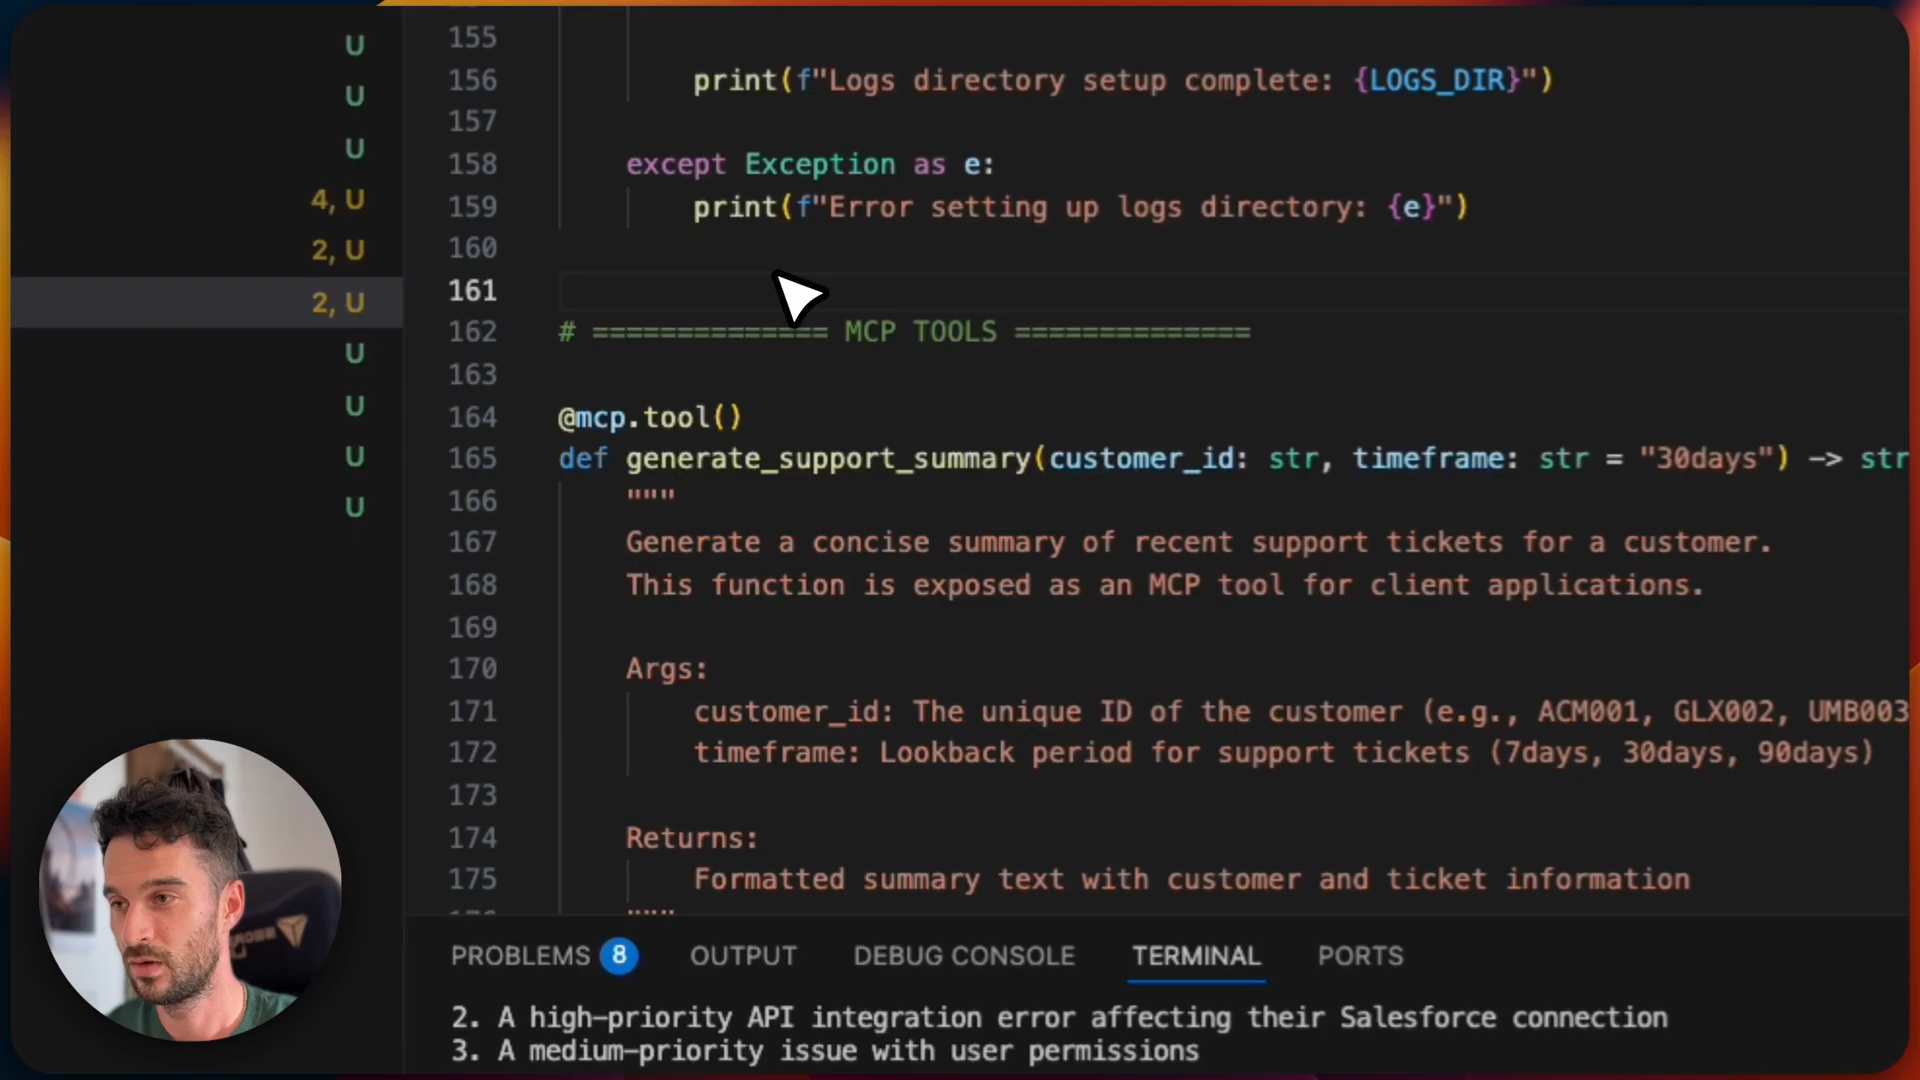 U
U
U
4, U
2, U
2, U
U
U
U
U
155
156 print(f"Logs directory setup complete: {LOGS_DIR}")
157
158 except Exception as e:
159 print(f"Error setting up logs directory: {e}")
160
161
162 # ============== MCP TOOLS ==============
163
164 @mcp.tool()
165 def generate_support_summary(customer_id: str, timeframe: str = "30days") -> str
166 """
167 Generate a concise summary of recent support tickets for a customer.
168 This function is exposed as an MCP tool for client applications.
169
170 Args:
171 customer_id: The unique ID of the customer (e.g., ACM001, GLX002, UMB003
172 timeframe: Lookback period for support tickets (7days, 30days, 90days)
173
174 Returns:
175 Formatted summary text with customer and ticket information
PROBLEMS 8 OUTPUT DEBUG CONSOLE TERMINAL PORTS
2. A high-priority API integration error affecting their Salesforce connection
3. A medium-priority issue with user permissions